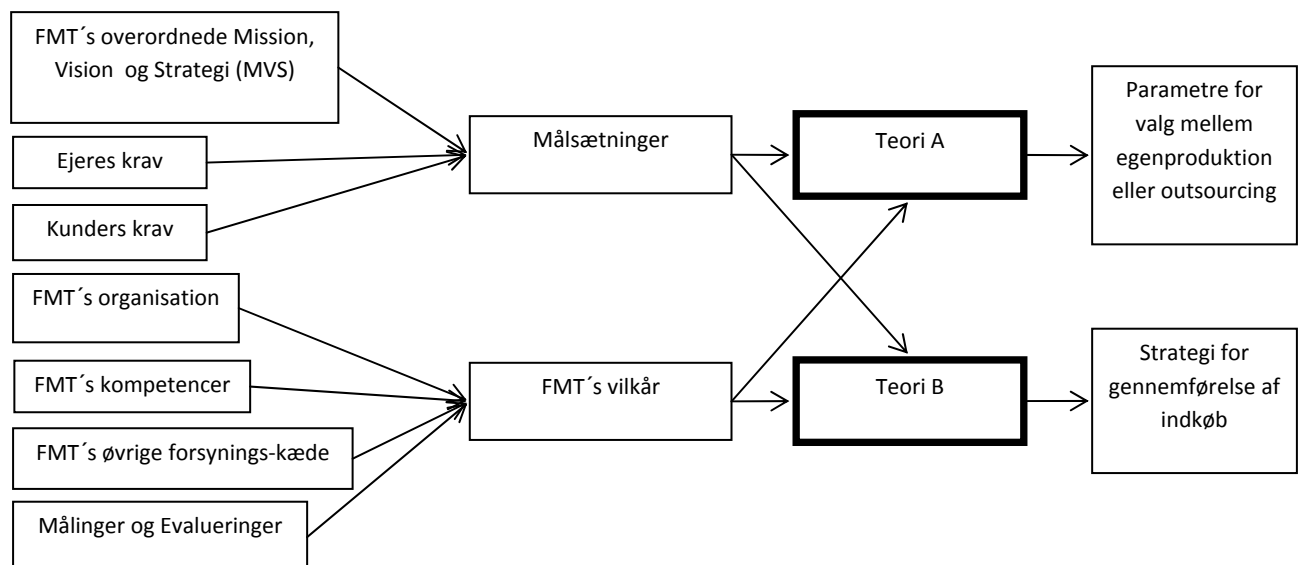 FMT´s overordnede Mission,
Vision og Strategi (MVS)
Ejeres krav
Kunders krav
FMT´s organisation
FMT´s kompetencer
FMT´s øvrige forsynings-kæde
Målinger og Evalueringer
Målsætninger
FMT´s vilkår
Teori A
Teori B
Parametre for
valg mellem
egenproduktion
eller outsourcing
Strategi for
gennemførelse af
indkøb